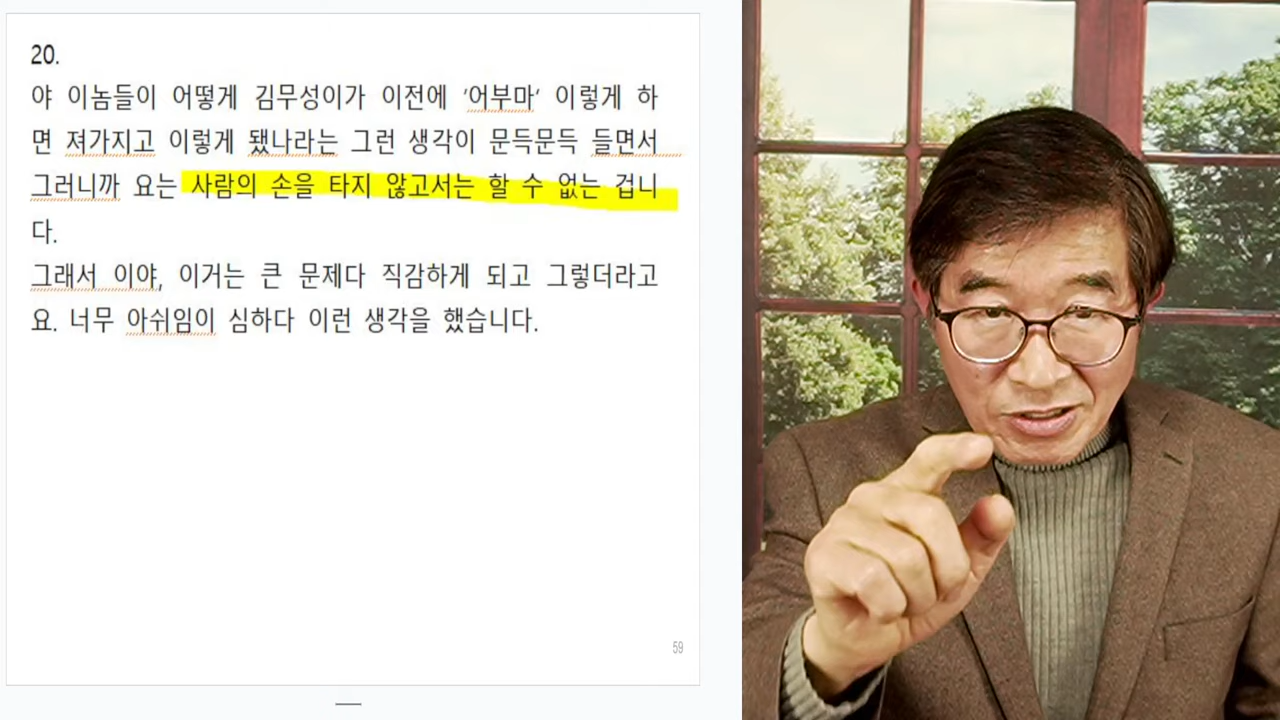 20.
야 이놈들이 어떻게 김무성이가 이전에 '어부마' 이렇게 하
면 져가지고 이렇게 됐나라는 그런 생각이 문득문득 들면서
그러니까 요는 사람의 손을 타지 않고서는 할 수 없는 겁니
다.
그래서 이야, 이거는 큰 문제다 직감하게 되고 그렇더라고
요. 너무 아쉬임이 심하다 이런 생각을 했습니다.
59